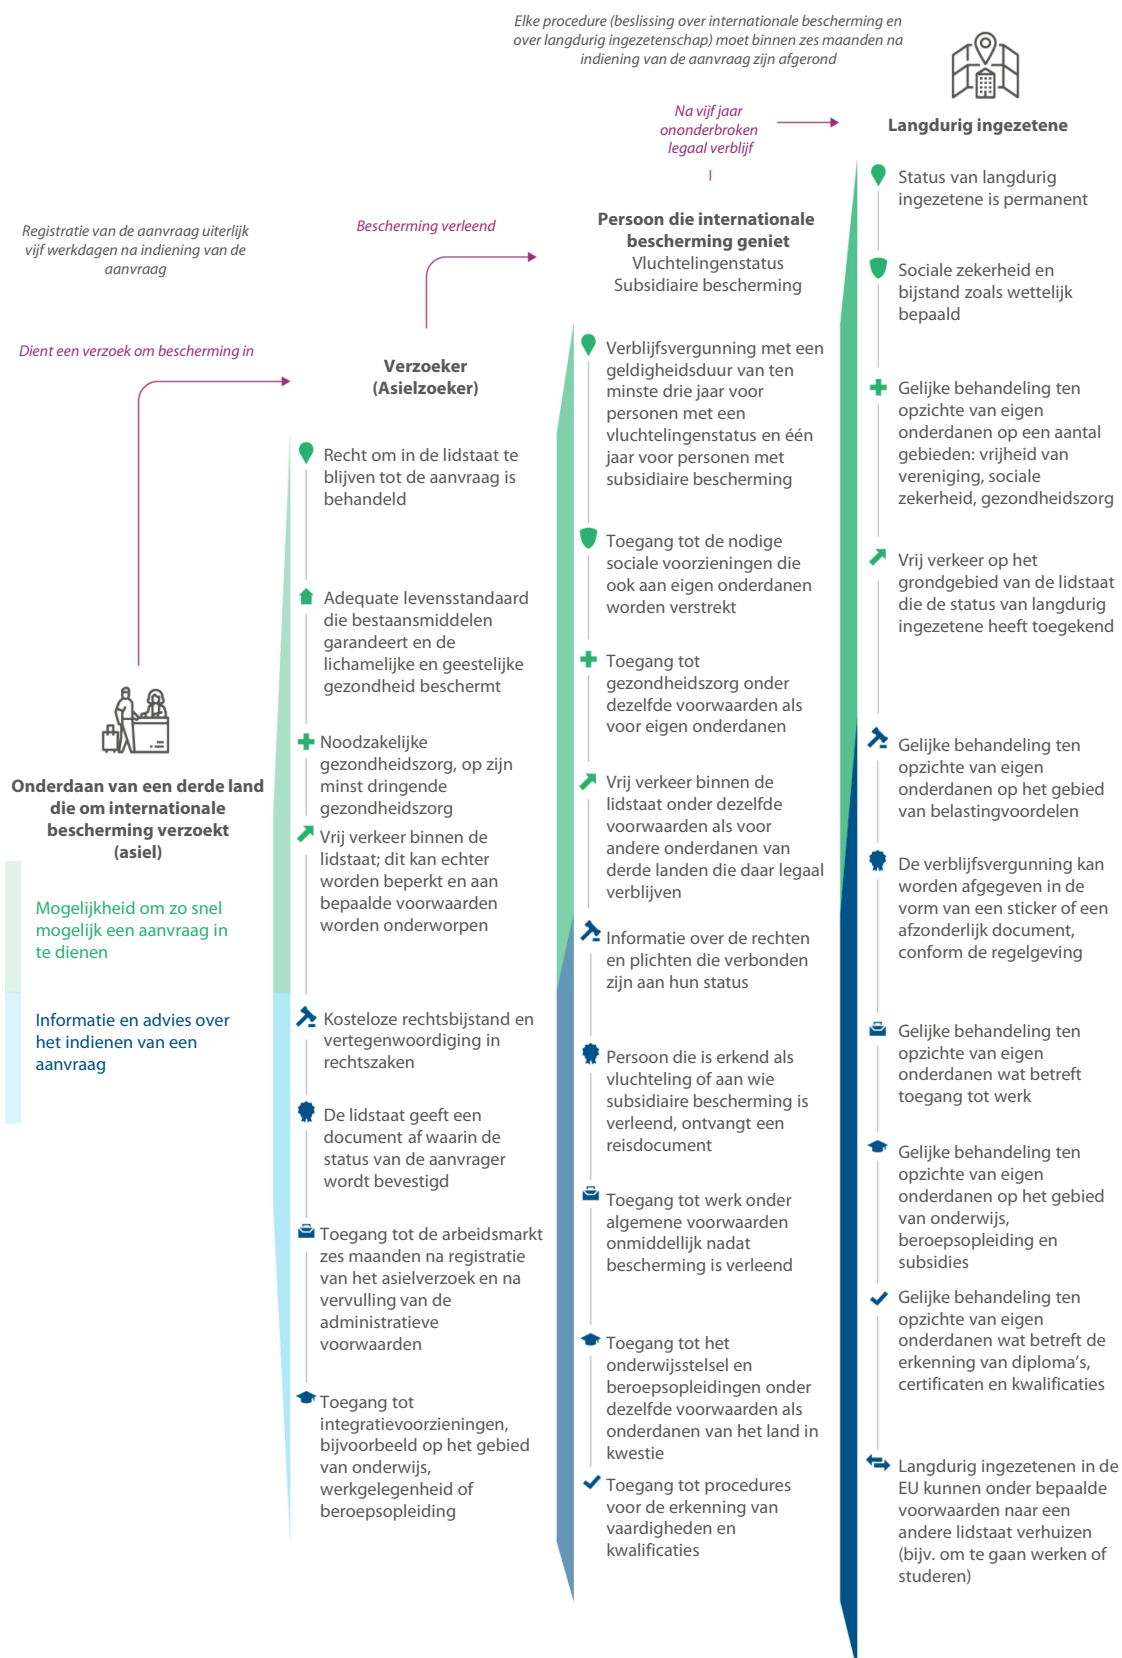 Elke procedure (beslissing over internationale bescherming en
over langdurig ingezetenschap) moet binnen zes maanden na
indiening van de aanvraag zijn afgerond
Registratie van de aanvraag uiterlijk
vijf werkdagen na indiening van de
aanvraag
Dient een verzoek om bescherming in
Onderdaan van een derde land
die om internationale
bescherming verzoekt
(asiel)
Mogelijkheid om zo snel
mogelijk een aanvraag in
te dienen
Informatie en advies over
het indienen van een
aanvraag
Bescherming verleend
Verzoeker
(Asielzoeker)
Recht om in de lidstaat te
blijven tot de aanvraag is
behandeld
Adequate levensstandaard
die bestaansmiddelen
garandeert en de
lichamelijke en geestelijke
gezondheid beschermt
Noodzakelijke
gezondheidszorg, op zijn
minst dringende
gezondheidszorg
Vrij verkeer binnen de
lidstaat; dit kan echter
worden beperkt en aan
bepaalde voorwaarden
worden onderworpen
Kosteloze rechtsbijstand en
vertegenwoordiging in
rechtszaken
De lidstaat geeft een
document af waarin de
status van de aanvrager
wordt bevestigd
Toegang tot de arbeidsmarkt
zes maanden na registratie
van het asielverzoek en na
vervulling van de
administratieve
voorwaarden
Toegang tot
integratievoorzieningen,
bijvoorbeeld op het gebied
van onderwijs,
werkgelegenheid of
beroepsopleiding
Na vijf jaar
ononderbroken
legaal verblijf
Persoon die internationale
bescherming geniet
Vluchtelingenstatus
Subsidiaire bescherming
Verblijfsvergunning met een
geldigheidsduur van ten
minste drie jaar voor
personen met een
vluchtelingenstatus en één
jaar voor personen met
subsidiaire bescherming
Toegang tot de nodige
sociale voorzieningen die
ook aan eigen onderdanen
worden verstrekt
Toegang tot
gezondheidszorg onder
dezelfde voorwaarden als
voor eigen onderdanen
Vrij verkeer binnen de
lidstaat onder dezelfde
voorwaarden als voor
andere onderdanen van
derde landen die daar legaal
verblijven
Informatie over de rechten
en plichten die verbonden
zijn aan hun status
Persoon die is erkend als
vluchteling of aan wie
subsidiaire bescherming is
verleend, ontvangt een
reisdocument
Toegang tot werk onder
algemene voorwaarden
onmiddellijk nadat
bescherming is verleend
Toegang tot het
onderwijsstelsel en
beroepsopleidingen onder
dezelfde voorwaarden als
onderdanen van het land in
kwestie
Toegang tot procedures
voor de erkenning van
vaardigheden en
kwalificaties
Langdurig ingezetene
Status van langdurig
ingezetene is permanent
Sociale zekerheid en
bijstand zoals wettelijk
bepaald
Gelijke behandeling ten
opzichte van eigen
onderdanen op een aantal
gebieden: vrijheid van
vereniging, sociale
zekerheid, gezondheidszorg
Vrij verkeer op het
grondgebied van de lidstaat
die de status van langdurig
ingezetene heeft toegekend
Gelijke behandeling ten
opzichte van eigen
onderdanen op het gebied
van belastingvoordelen
De verblijfsvergunning kan
worden afgegeven in de
vorm van een sticker of een
afzonderlijk document,
conform de regelgeving
Gelijke behandeling ten
opzichte van eigen
onderdanen wat betreft
toegang tot werk
Gelijke behandeling ten
opzichte van eigen
onderdanen op het gebied
van onderwijs,
beroepsopleiding en
subsidies
Gelijke behandeling ten
opzichte van eigen
onderdanen wat betreft de
erkenning van diploma's,
certificaten en kwalificaties
Langdurig ingezetenen in de
EU kunnen onder bepaalde
voorwaarden naar een
andere lidstaat verhuizen
(bijv. om te gaan werken of
studeren)